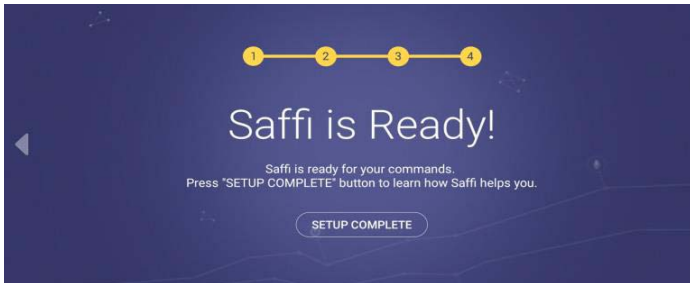 1 2 3 4
Saffi is Ready!
Saffi is ready for your commands.
Press "SETUP COMPLETE" button to learn how Saffi helps you.
SETUP COMPLETE